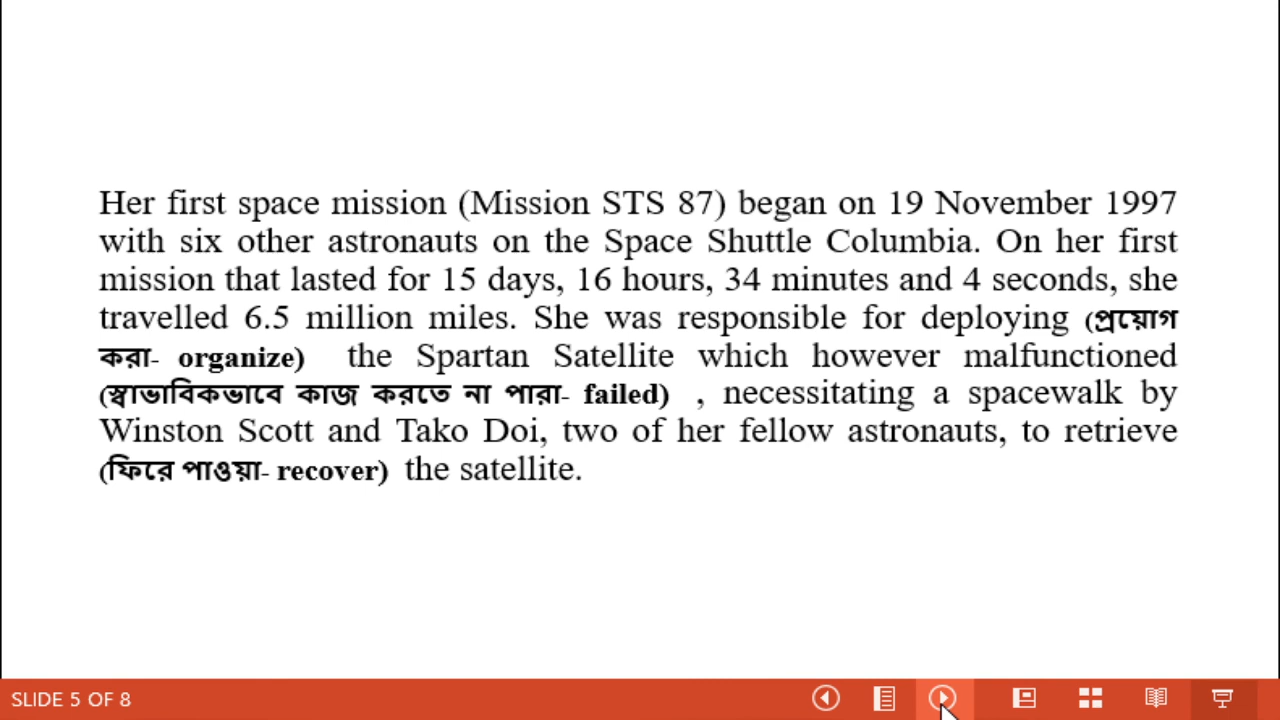 Her first space mission (Mission STS 87) began on 19 November 1997
with six other astronauts on the Space Shuttle Columbia. On her first
mission that lasted for 15 days, 16 hours, 34 minutes and 4 seconds, she
travelled 6.5 million miles. She was responsible for deploying (প্রয়োগ
করা- organize) the Spartan Satellite which however malfunctioned
(স্বাভাবিকভাবে কাজ করতে না পারা- failed) , necessitating a spacewalk by
Winston Scott and Tako Doi, two of her fellow astronauts, to retrieve
(ফিরে পাওয়া- recover) the satellite.
SLIDE 5 OF 8